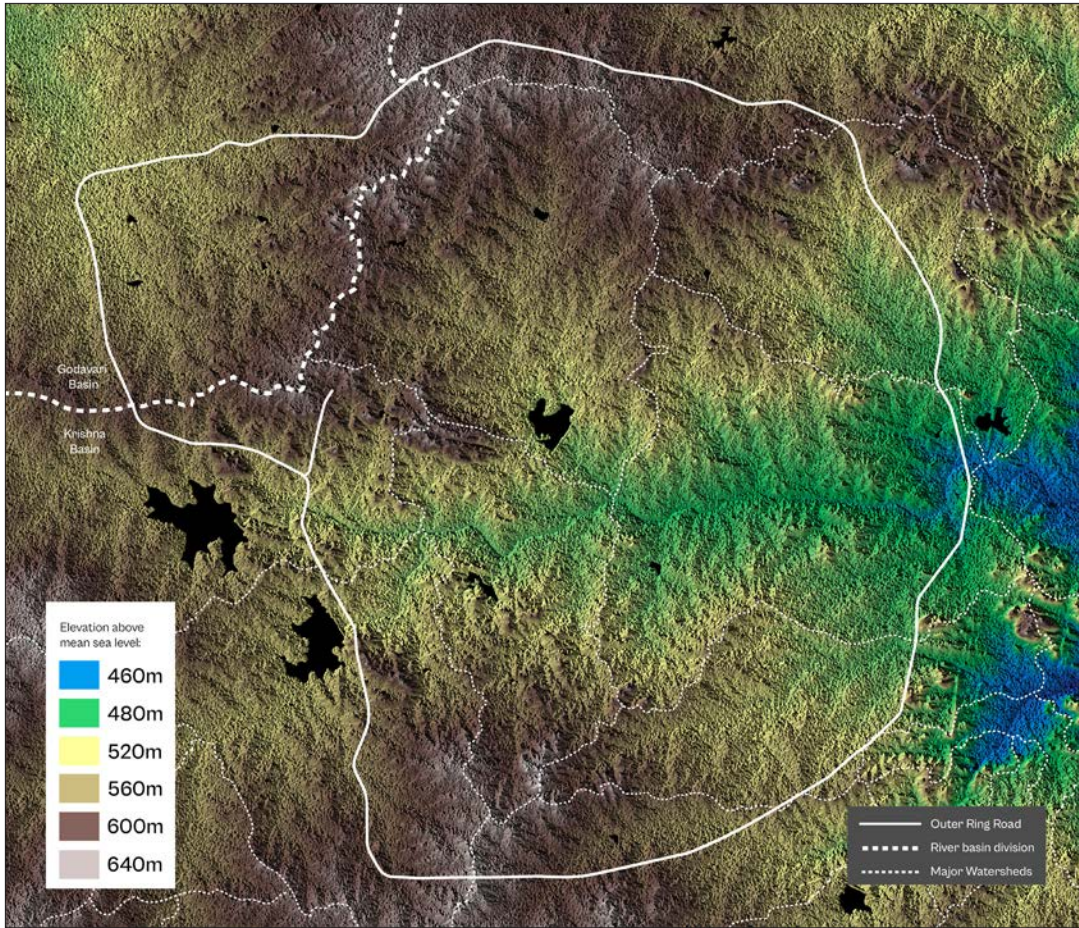 Godavari
Basin
Krishna
Basin
Elevation above
mean sea level:
460m
480m
520m
560m
600m
640m
Outer Ring Road
River basin division
Major Watersheds